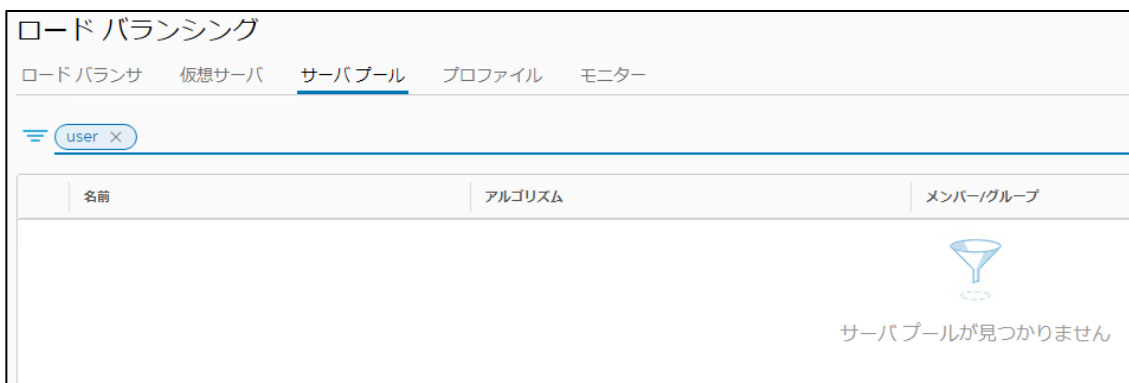 ロード バランシング
ロード バランサ 仮想サーバ サーバ プール プロファイル モニター
user ×
名前 アルゴリズム メンバー/グループ
サーバ プールが見つかりません